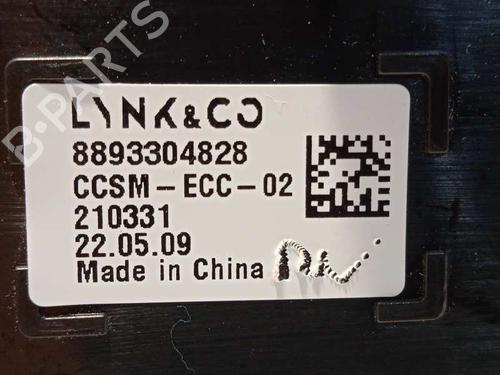 LYNK&CO
8893304828
CCSM-ECC-02
210331
22.05.09
Made in China
B-PARTS